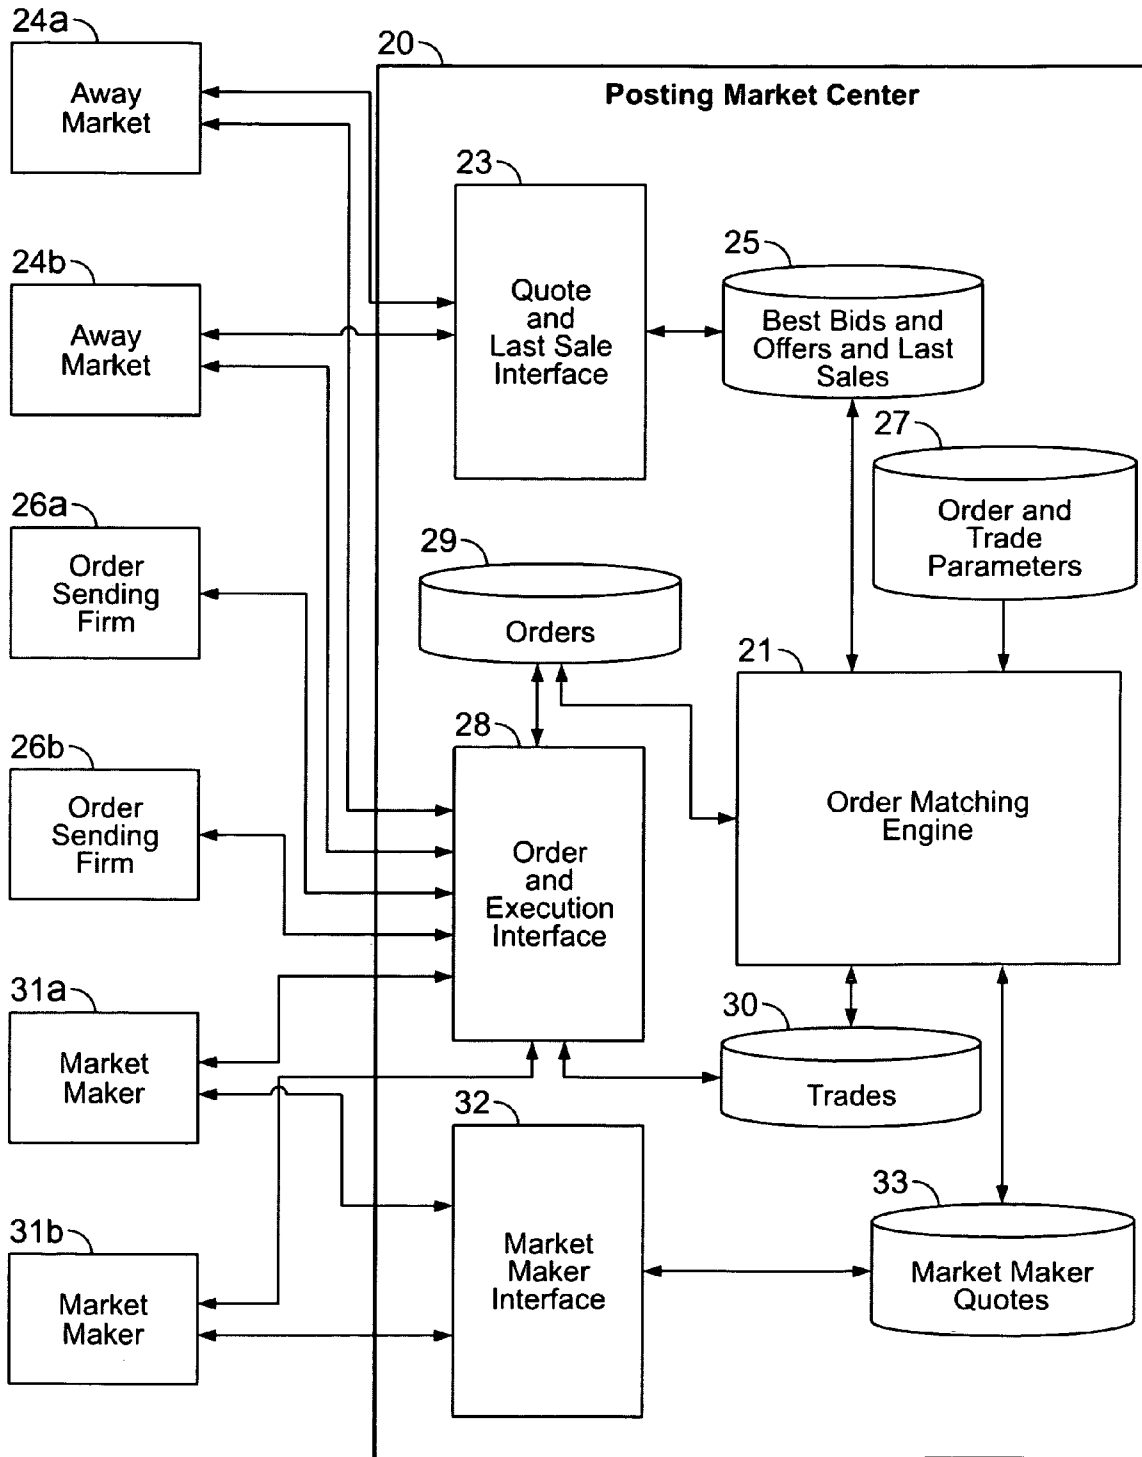 24a
Away
Market
20
Posting Market Center
23
Quote
and
Last Sale
Interface
24b
Away
Market
25
Best Bids and
Offers and Last
Sales
27
Order and
Trade
Parameters
26a
Order
Sending
Firm
29
Orders
21
Order Matching
Engine
28
Order
and
Execution
Interface
26b
Order
Sending
Firm
31a
Market
Maker
30
Trades
32
Market
Maker
Interface
33
Market Maker
Quotes
31b
Market
Maker